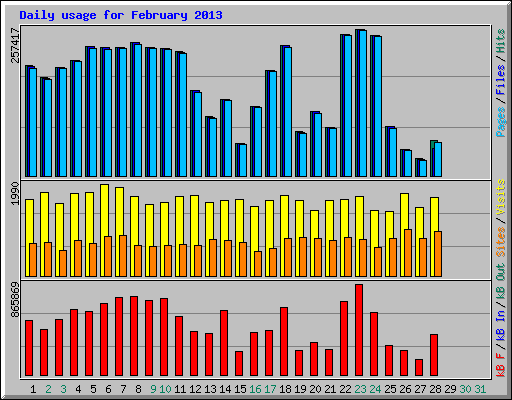 Daily usage for February 2013
257417
Pages / Files / Hits
1990
Sites / Visits
865869
kB F / kB In / kB Out
1 2 3 4 5 6 7 8 9 10 11 12 13 14 15 16 17 18 19 20 21 22 23 24 25 26 27 28 29 30 31